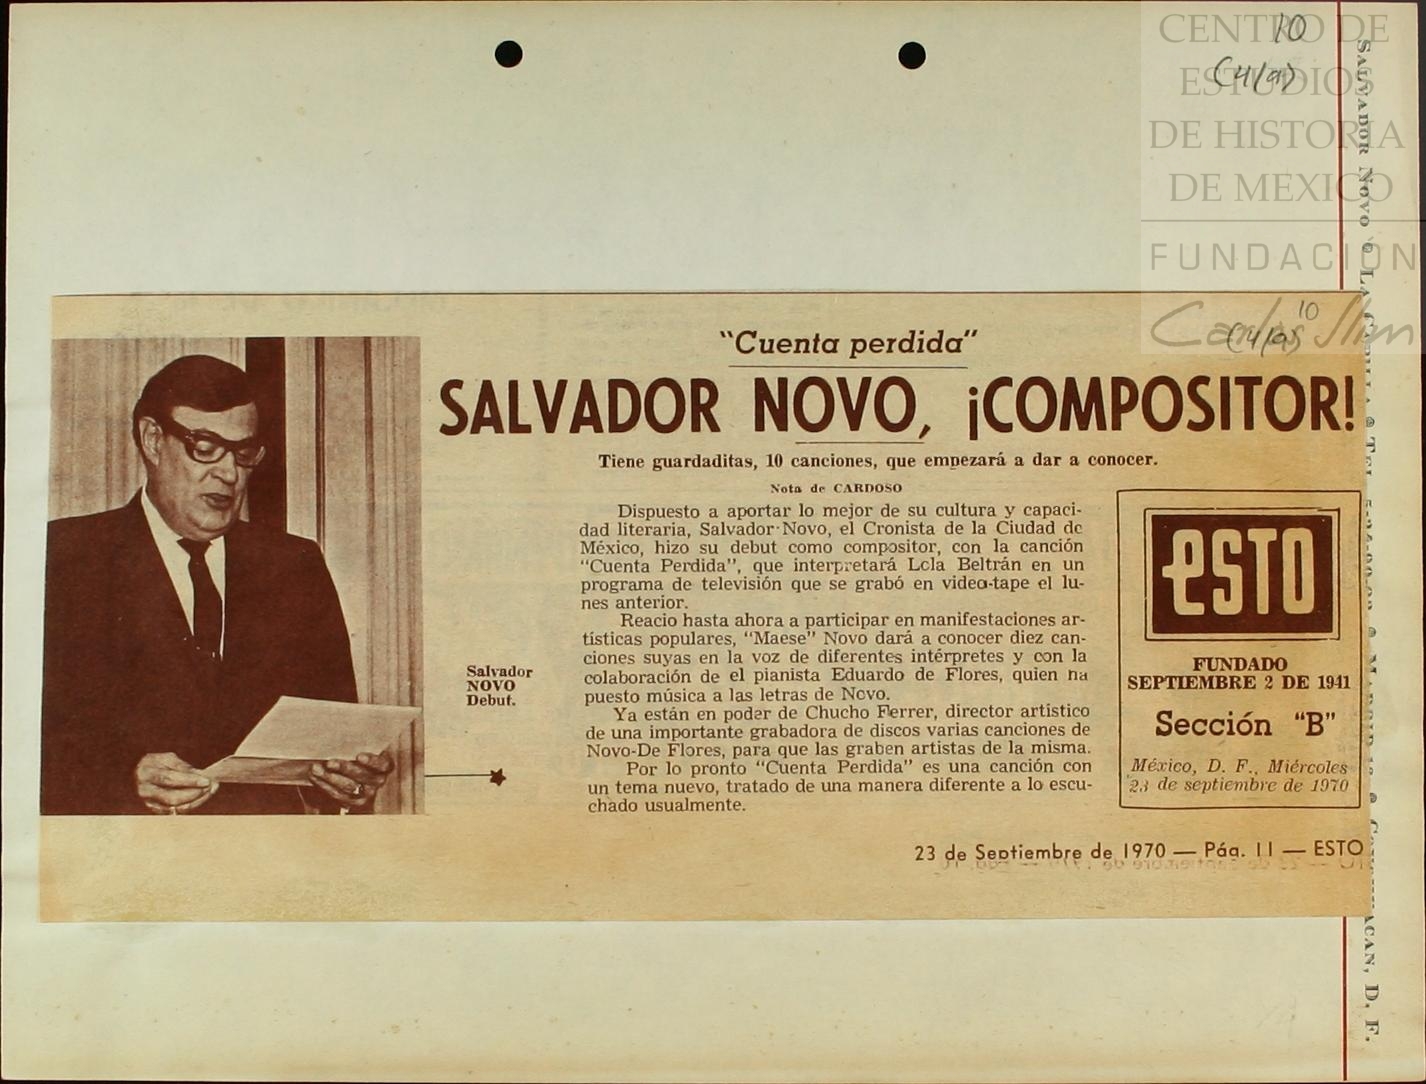 10
(4/a)
CENTRO DE
ESTUDIOS
DE HISTORIA
DE MEXICO
FUNDACION
Carlos Slim
10
(4/a)
"Cuenta perdida"
SALVADOR NOVO, ¡COMPOSITOR!
Tiene guardaditas, 10 canciones, que empezará a dar a conocer.
Nota de CARDOSO
Dispuesto a aportar lo mejor de su cultura y capaci-
dad literaria, Salvador Novo, el Cronista de la Ciudad de
México, hizo su debut como compositor, con la canción
"Cuenta Perdida", que interpretará Lola Beltrán en un
programa de televisión que se grabó en video-tape el lu-
nes anterior.
Reacio hasta ahora a participar en manifestaciones ar-
tísticas populares, "Maese" Novo dará a conocer diez can-
ciones suyas en la voz de diferentes intérpretes y con la
colaboración de el pianista Eduardo de Flores, quien ha
puesto música a las letras de Novo.
Ya están en poder de Chucho Ferrer, director artístico
de una importante grabadora de discos varias canciones de
Novo-De Flores, para que las graben artistas de la misma.
Por lo pronto "Cuenta Perdida" es una canción con
un tema nuevo, tratado de una manera diferente a lo escu-
chado usualmente.
Salvador
NOVO
Debut.
esto
FUNDADO
SEPTIEMBRE 2 DE 1941
Sección "B"
México, D. F., Miércoles
23 de septiembre de 1970
23 de Septiembre de 1970 — Pág. 11 — ESTO
SALVADOR NOVO
D. F.